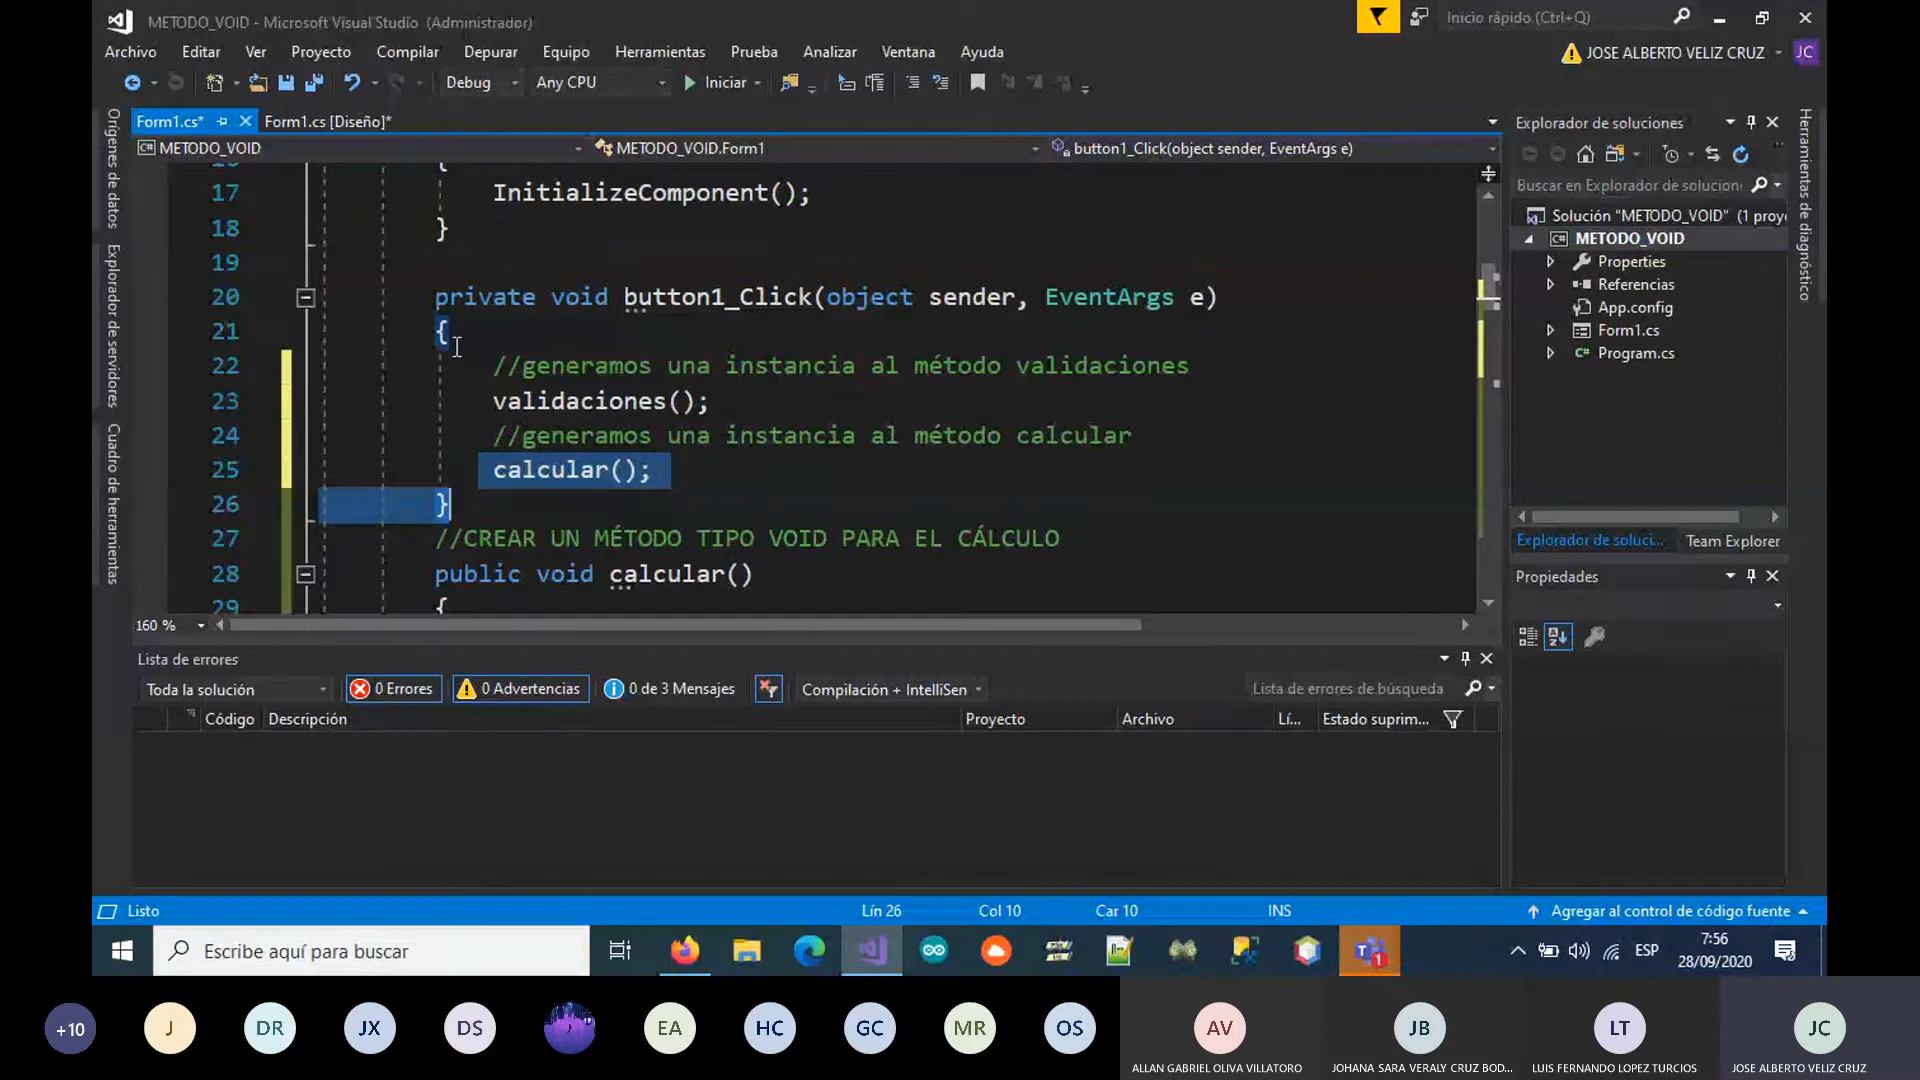 METODO_VOID - Microsoft Visual Studio (Administrador)
Inicio rápido (Ctrl+Q)
Archivo Editar Ver Proyecto Compilar Depurar Equipo Herramientas Prueba Analizar Ventana Ayuda
JOSE ALBERTO VELIZ CRUZ JC
Debug Any CPU Iniciar
Orígenes de datos
Explorador de servidores
Cuadro de herramientas
Form1.cs* Form1.cs [Diseño]*
METODO_VOID METODO_VOID.Form1 button1_Click(object sender, EventArgs e)
{
17 InitializeComponent();
18 }
19
20 private void button1_Click(object sender, EventArgs e)
21 {
22 //generamos una instancia al método validaciones
23 validaciones();
24 //generamos una instancia al método calcular
25 calcular();
26 }
27 //CREAR UN MÉTODO TIPO VOID PARA EL CÁLCULO
28 public void calcular()
29 {
160 %
Explorador de soluciones
Buscar en Explorador de solucion
Solución "METODO_VOID" (1 proye
METODO_VOID
Properties
Referencias
App.config
Form1.cs
Program.cs
Explorador de soluci... Team Explorer
Propiedades
Herramientas de diagnóstico
Lista de errores
Toda la solución 0 Errores 0 Advertencias 0 de 3 Mensajes Compilación + IntelliSen Lista de errores de búsqueda
Código Descripción Proyecto Archivo Lí... Estado suprim...
Listo Lín 26 Col 10 Car 10 INS Agregar al control de código fuente
Escribe aquí para buscar
1
ESP
7:56
28/09/2020
+10 J DR JX DS EA HC GC MR OS AV JB LT JC
ALLAN GABRIEL OLIVA VILLATORO JOHANA SARA VERALY CRUZ BOD... LUIS FERNANDO LOPEZ TURCIOS JOSE ALBERTO VELIZ CRUZ